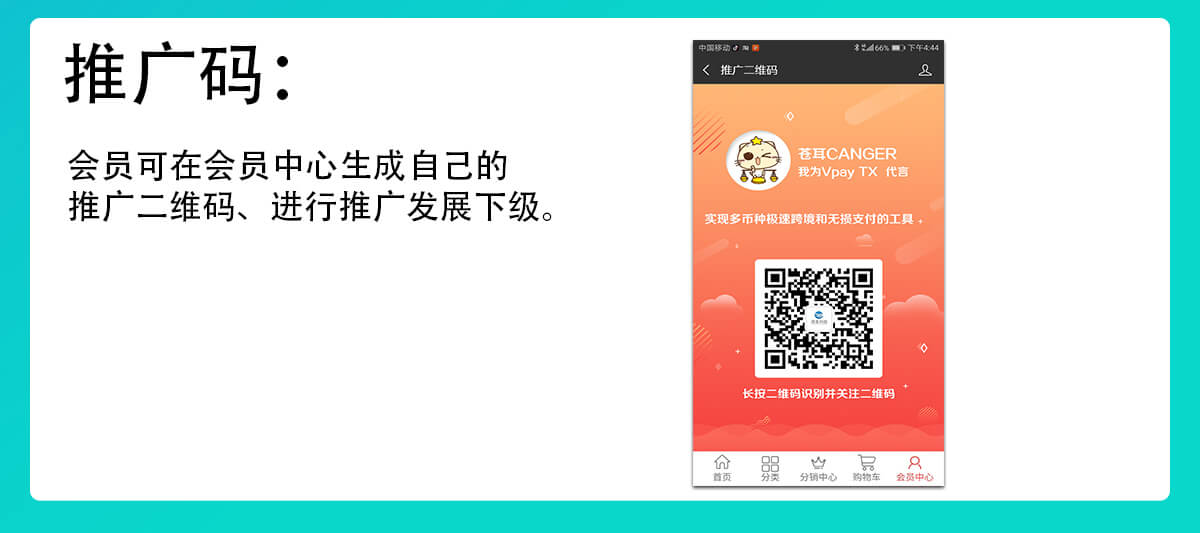 推广码：
会员可在会员中心生成自己的
推广二维码、进行推广发展下级。
中国移动
66%
下午4:44
推广二维码
苍耳CANGER
我为Vpay TX 代言
实现多币种极速跨境和无损支付的工具
长按二维码识别并关注二维码
首页
分类
分销中心
购物车
会员中心